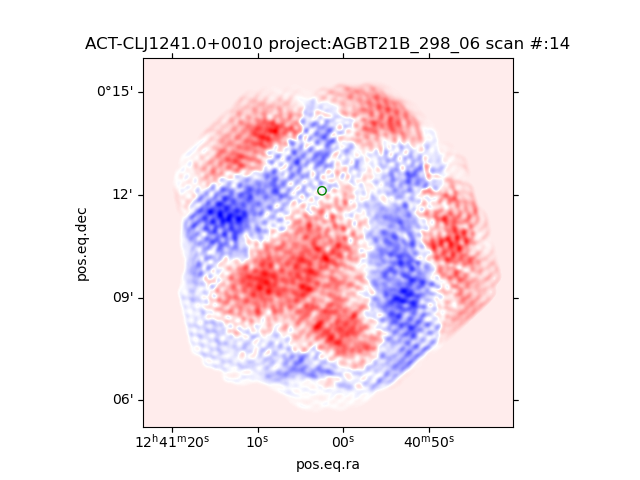 ACT-CLJ1241.0+0010 project:AGBT21B_298_06 scan #:14
0°15'
12'
09'
06'
pos.eq.dec
12ʰ41ᵐ20ˢ 10ˢ 00ˢ 40ᵐ50ˢ
pos.eq.ra